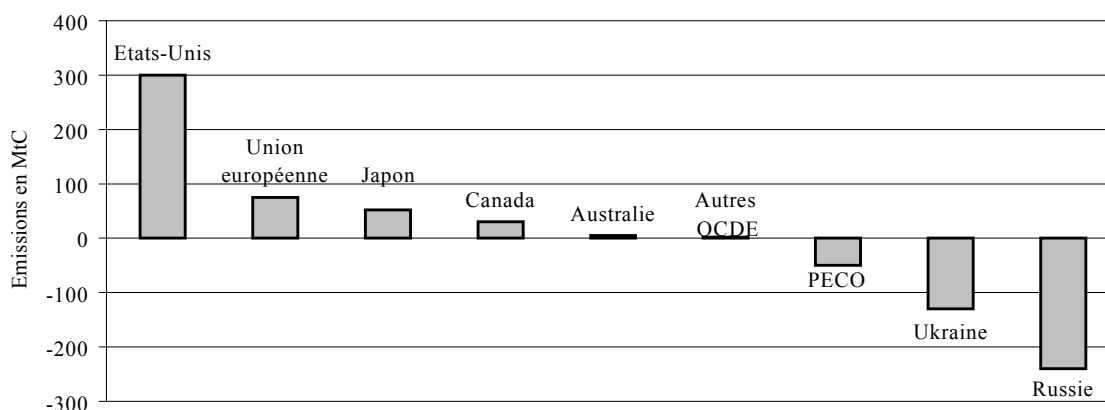 400
300
200
100
0
-100
-200
-300
Emissions en MtC
Etats-Unis
Union
européenne
Japon
Canada
Australie
Autres
OCDE
PECO
Ukraine
Russie